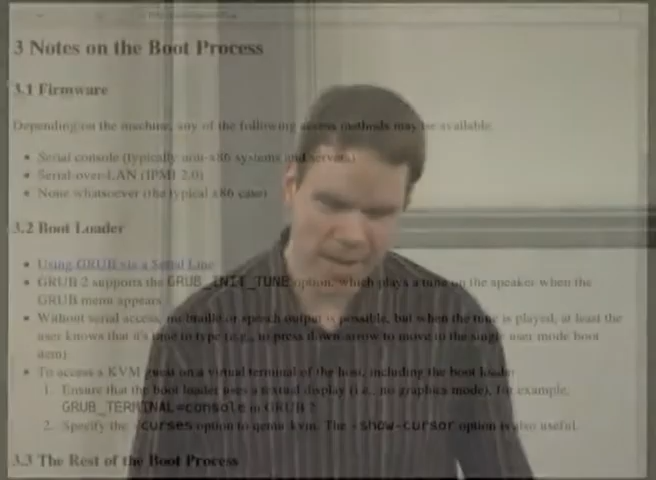 3 Notes on the Boot Process
3.1 Firmware
Depending on the machine, any of the following access methods may be available.
• Serial console (typically non-x86 systems and servers)
• Serial-over-LAN (IPMI 2.0)
• None whatsoever (the typical x86 case)
3.2 Boot Loader
• Using GRUB via a Serial Line
• GRUB 2 supports the GRUB_INIT_TUNE option, which plays a tune on the speaker when the
GRUB menu appears
• Without serial access, no braille or speech output is possible, but when the tune is played, at least the
user knows that it's time to type (e.g., to press down arrow to move to the single user mode boot
item)
• To access a KVM guest on a virtual terminal of the host, including the boot loader
1. Ensure that the boot loader uses a textual display (i.e., no graphics mode), for example,
GRUB_TERMINAL=console in GRUB 2
2. Specify the -curses option to qemu-kvm. The -show-cursor option is also useful.
3.3 The Rest of the Boot Process